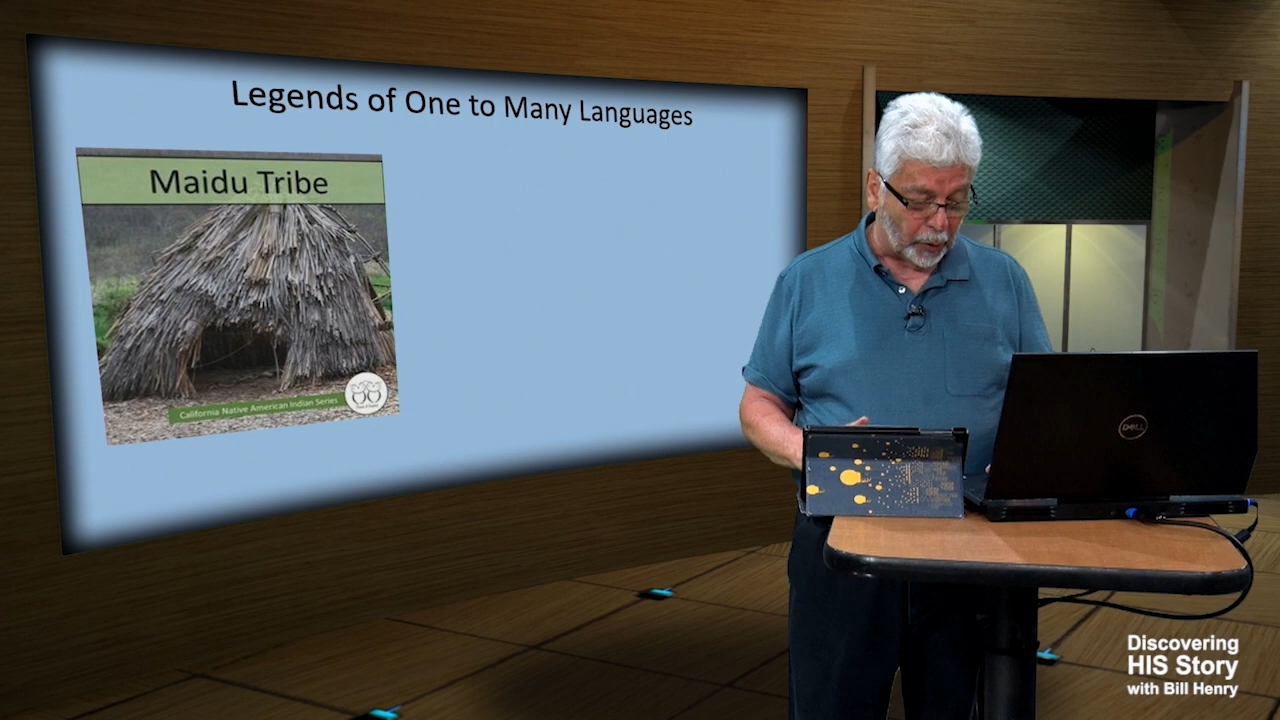 Legends of One to Many Languages
Maidu Tribe
California Native American Indian Series
DELL
Discovering
HIS Story
with Bill Henry